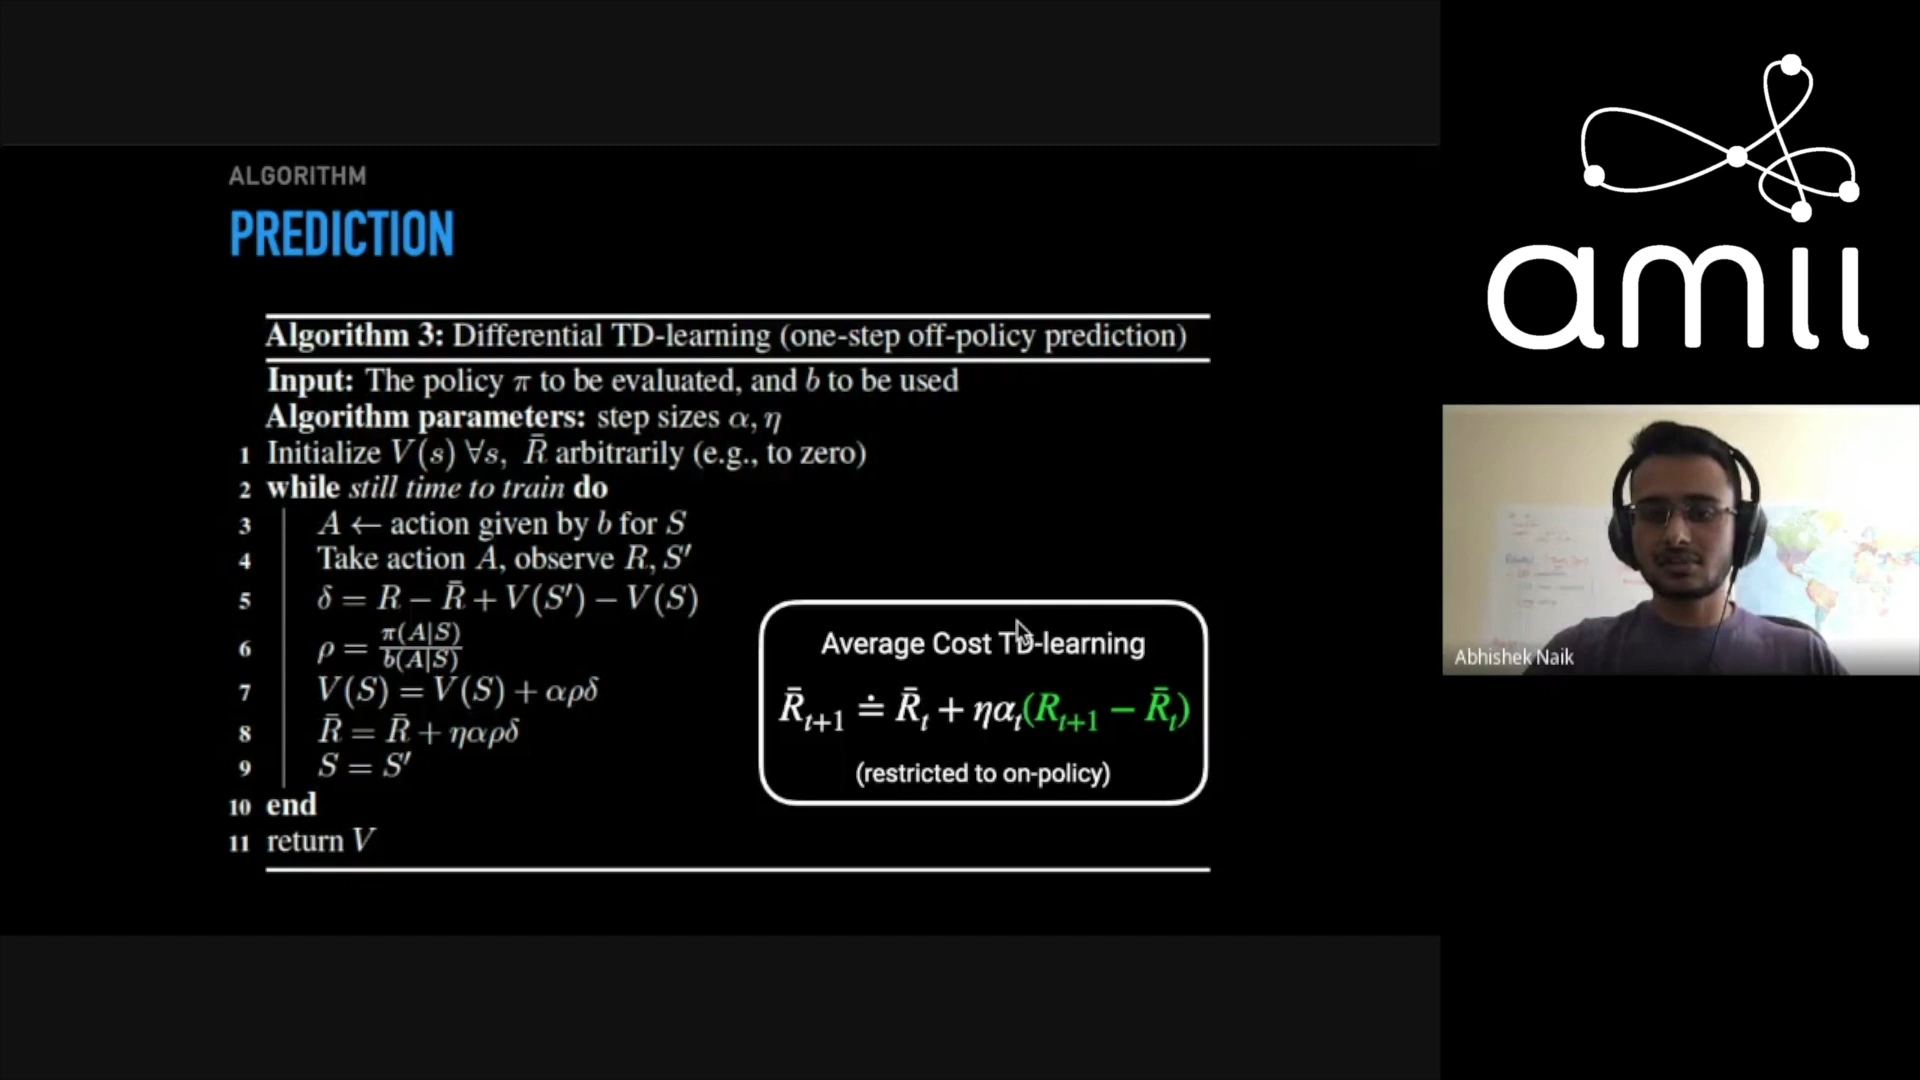 ALGORITHM
PREDICTION
Algorithm 3: Differential TD-learning (one-step off-policy prediction)
Input: The policy π to be evaluated, and b to be used
Algorithm parameters: step sizes α, η
1 Initialize V(s) ∀s, R̄ arbitrarily (e.g., to zero)
2 while still time to train do
3 A ← action given by b for S
4 Take action A, observe R, S′
5 δ = R − R̄ + V(S′) − V(S)
6 ρ = π(A|S) / b(A|S)
7 V(S) = V(S) + αρδ
8 R̄ = R̄ + ηαρδ
9 S = S′
10 end
11 return V
Average Cost TD-learning
R̄ₜ₊₁ ≐ R̄ₜ + ηαₜ(Rₜ₊₁ − R̄ₜ)
(restricted to on-policy)
amii
Abhishek Naik